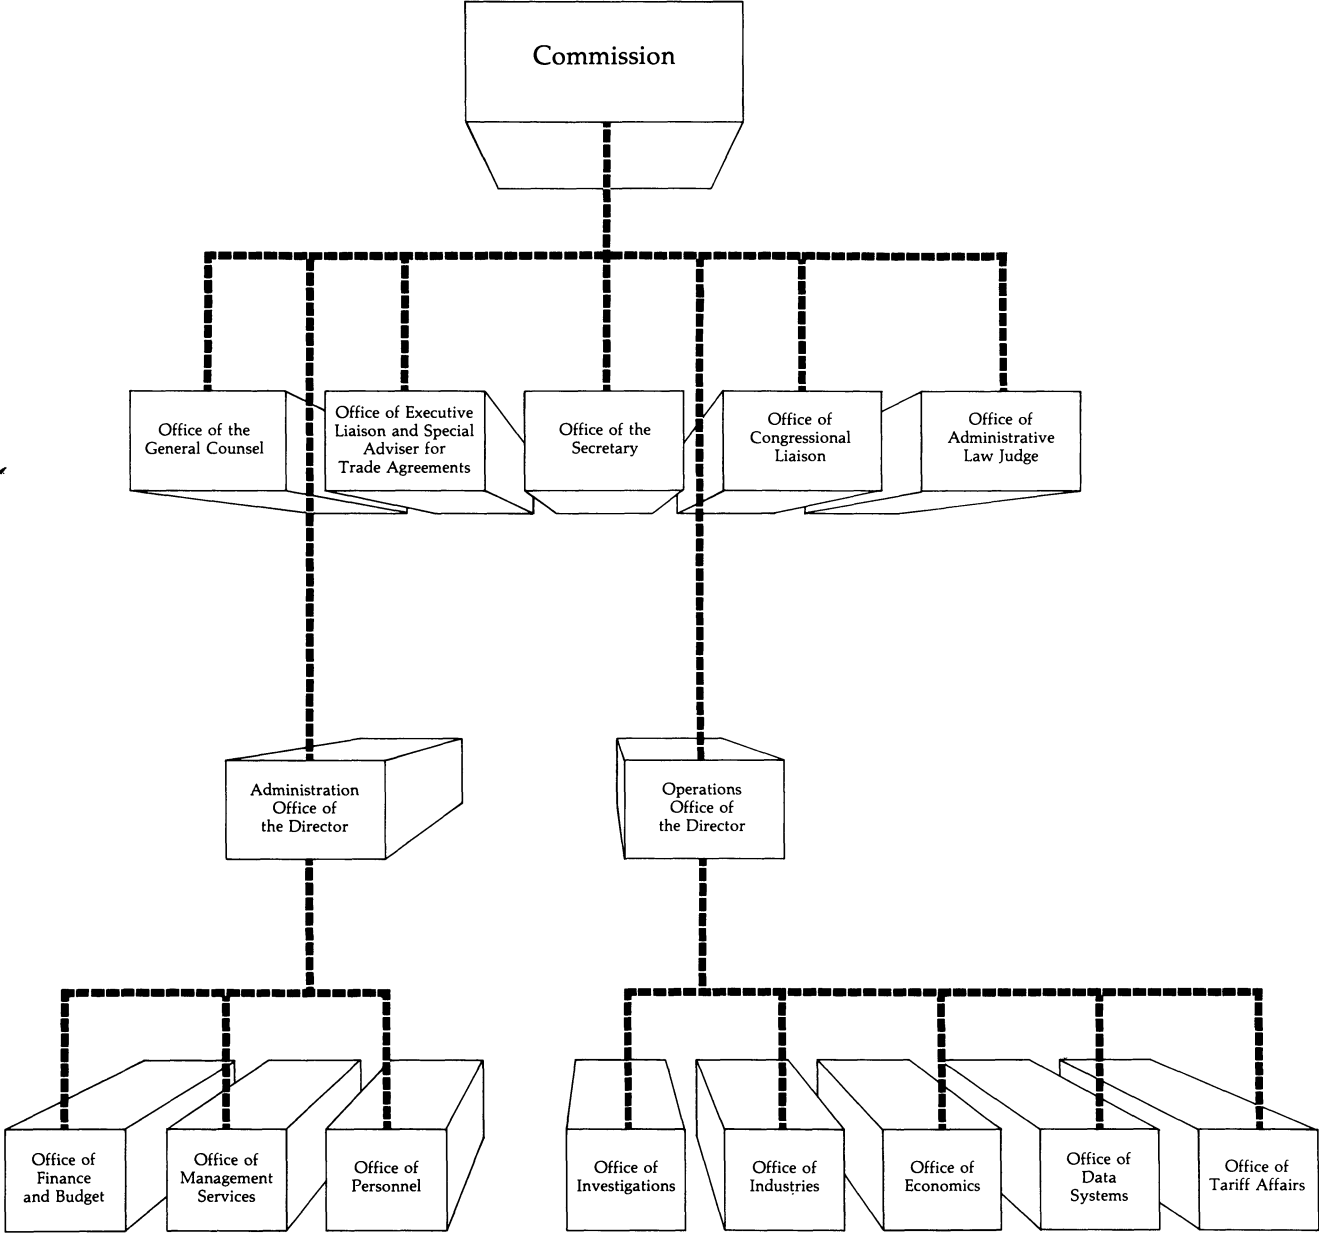 Commission
Office of the
General Counsel
Office of Executive
Liaison and Special
Adviser for
Trade Agreements
Office of the
Secretary
Office of
Congressional
Liaison
Office of
Administrative
Law Judge
Administration
Office of
the Director
Operations
Office of
the Director
Office of
Finance
and Budget
Office of
Management
Services
Office of
Personnel
Office of
Investigations
Office of
Industries
Office of
Economics
Office of
Data
Systems
Office of
Tariff Affairs